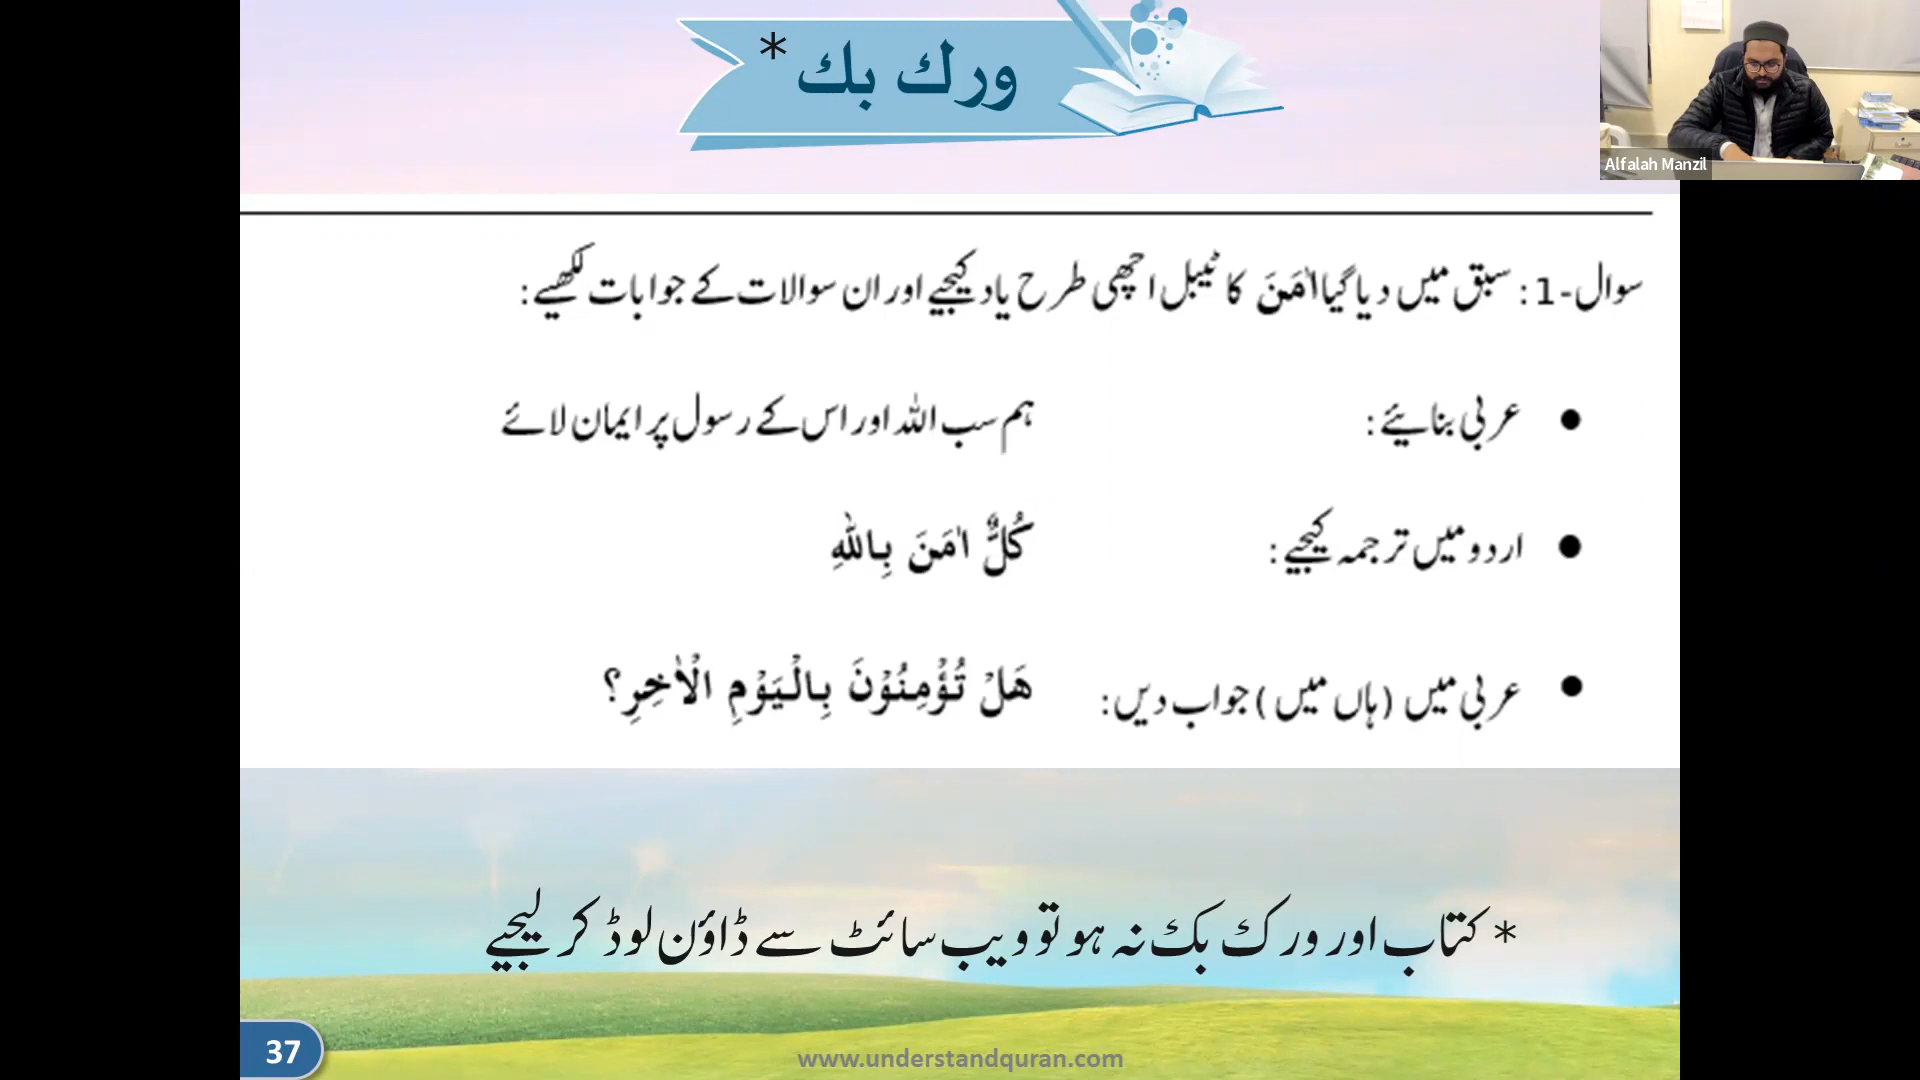 ورك بك *
Alfalah Manzil
سوال-1: سبق میں دیا گیا اٰمَنَ کا ٹیبل اچھی طرح یاد کیجیے اور ان سوالات کے جوابات لکھیے:
● عربی بنائیے: ہم سب اللہ اور اس کے رسول پر ایمان لائے
● اردو میں ترجمہ کیجیے: كُلٌّ اٰمَنَ بِاللّٰهِ
● عربی میں (ہاں میں) جواب دیں: هَلْ تُؤْمِنُوْنَ بِالْيَوْمِ الْاٰخِرِ؟
* کتاب اور ورک بک نہ ہو تو ویب سائٹ سے ڈاؤن لوڈ کر لیجیے
37
www.understandquran.com